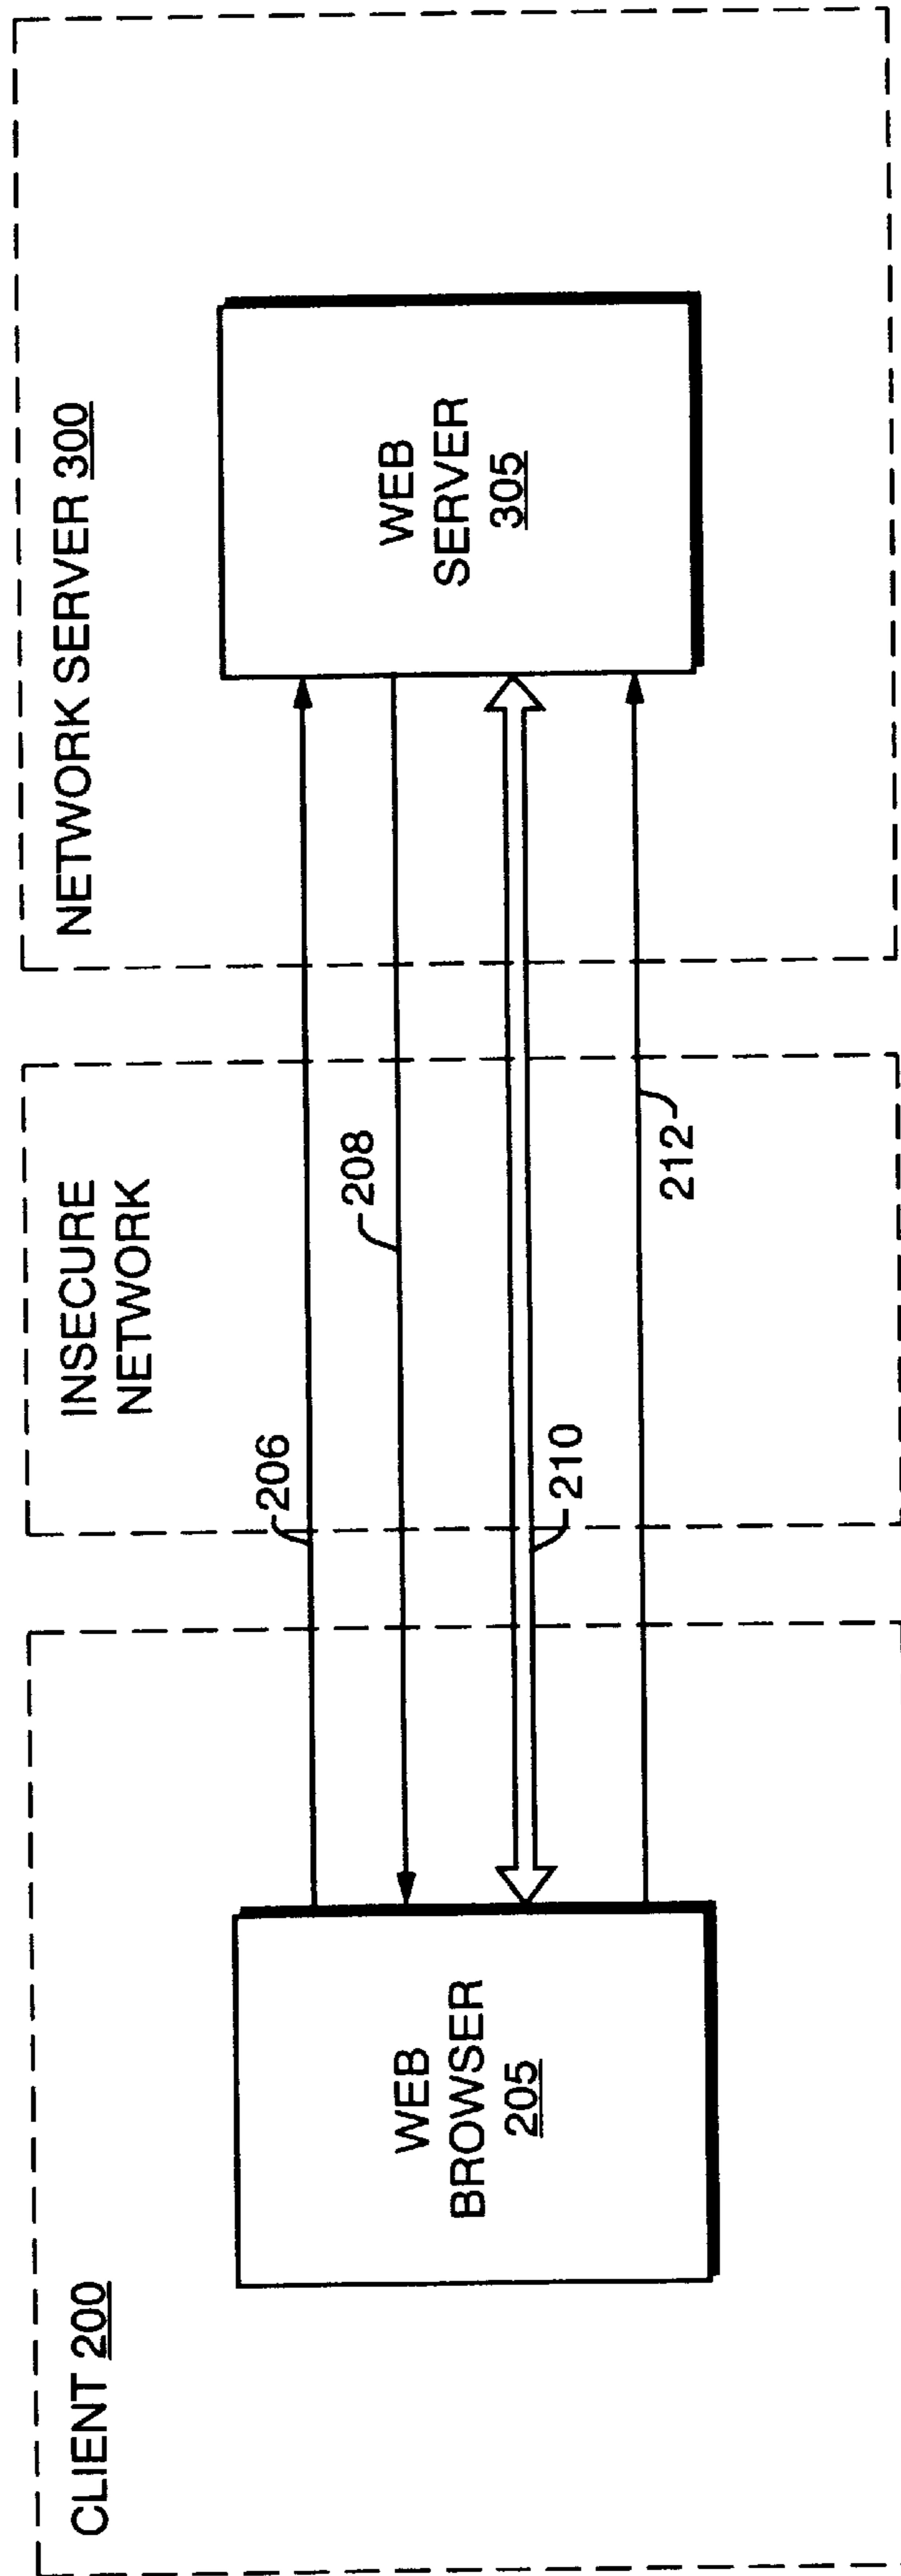 CLIENT 200
WEB
BROWSER
205
INSECURE
NETWORK
206
208
210
212
NETWORK SERVER 300
WEB
SERVER
305